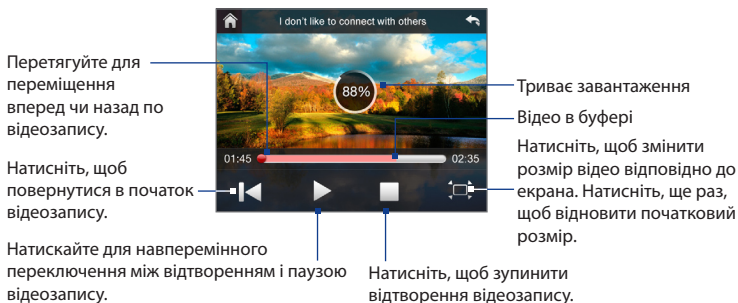 I don't like to connect with others
Перетягуйте для
переміщення
вперед чи назад по
відеозапису.
88%
Триває завантаження
Відео в буфері
01:45
02:35
Натисніть, щоб
повернутися в початок
відеозапису.
Натисніть, щоб змінити
розмір відео відповідно до
екрана. Натисніть, ще раз,
щоб відновити початковий
розмір.
Натискайте для навперемінного
переключення між відтворенням і паузою
відеозапису.
Натисніть, щоб зупинити
відтворення відеозапису.